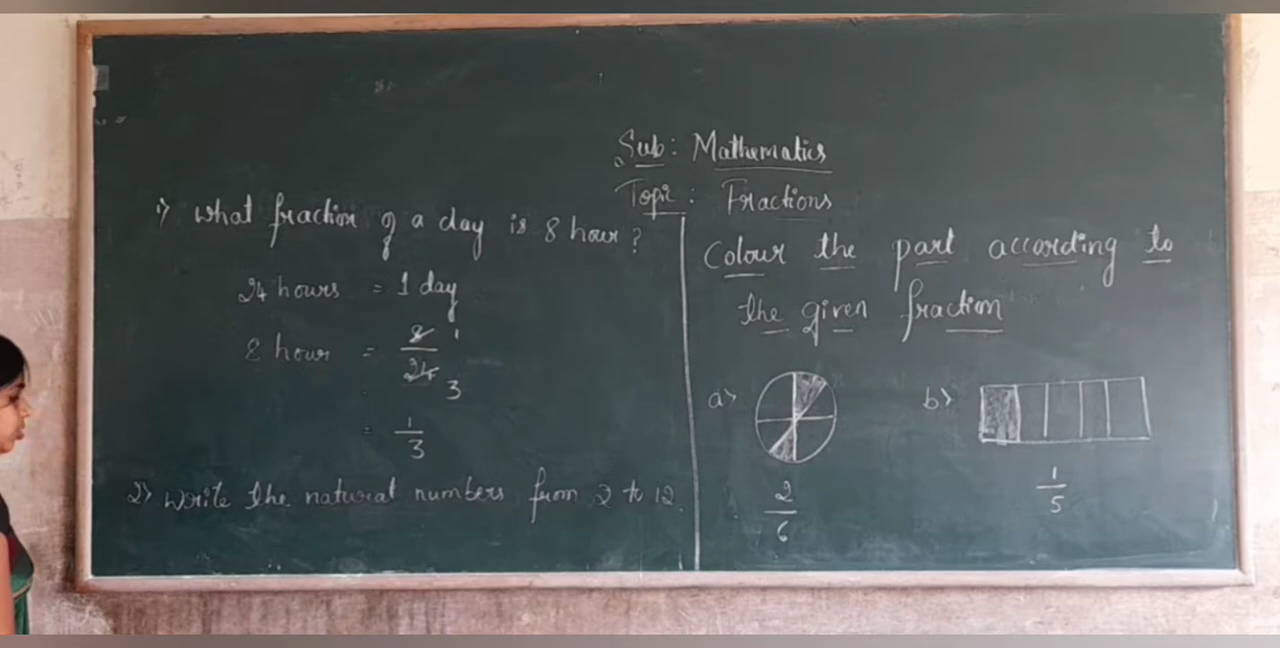 Sub: Mathematics
Topic: Fractions
1) What fraction of a day is 8 hour?
24 hours = 1 day
8 hour = 8/24 1 3
= 1/3
2) Write the natural numbers from 2 to 12.
Colour the part according to
the given fraction
a) b)
2/6 1/5